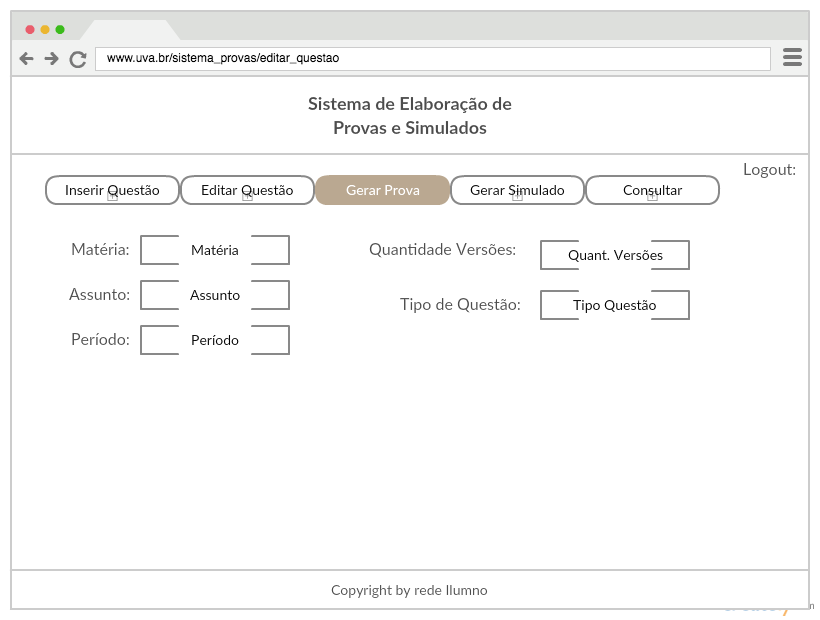 www.uva.br/sistema_provas/editar_questao
Sistema de Elaboração de
Provas e Simulados
Logout:
Inserir Questão Editar Questão Gerar Prova Gerar Simulado Consultar
Matéria: Matéria Quantidade Versões: Quant. Versões
Assunto: Assunto Tipo de Questão: Tipo Questão
Período: Período
Copyright by rede Ilumno